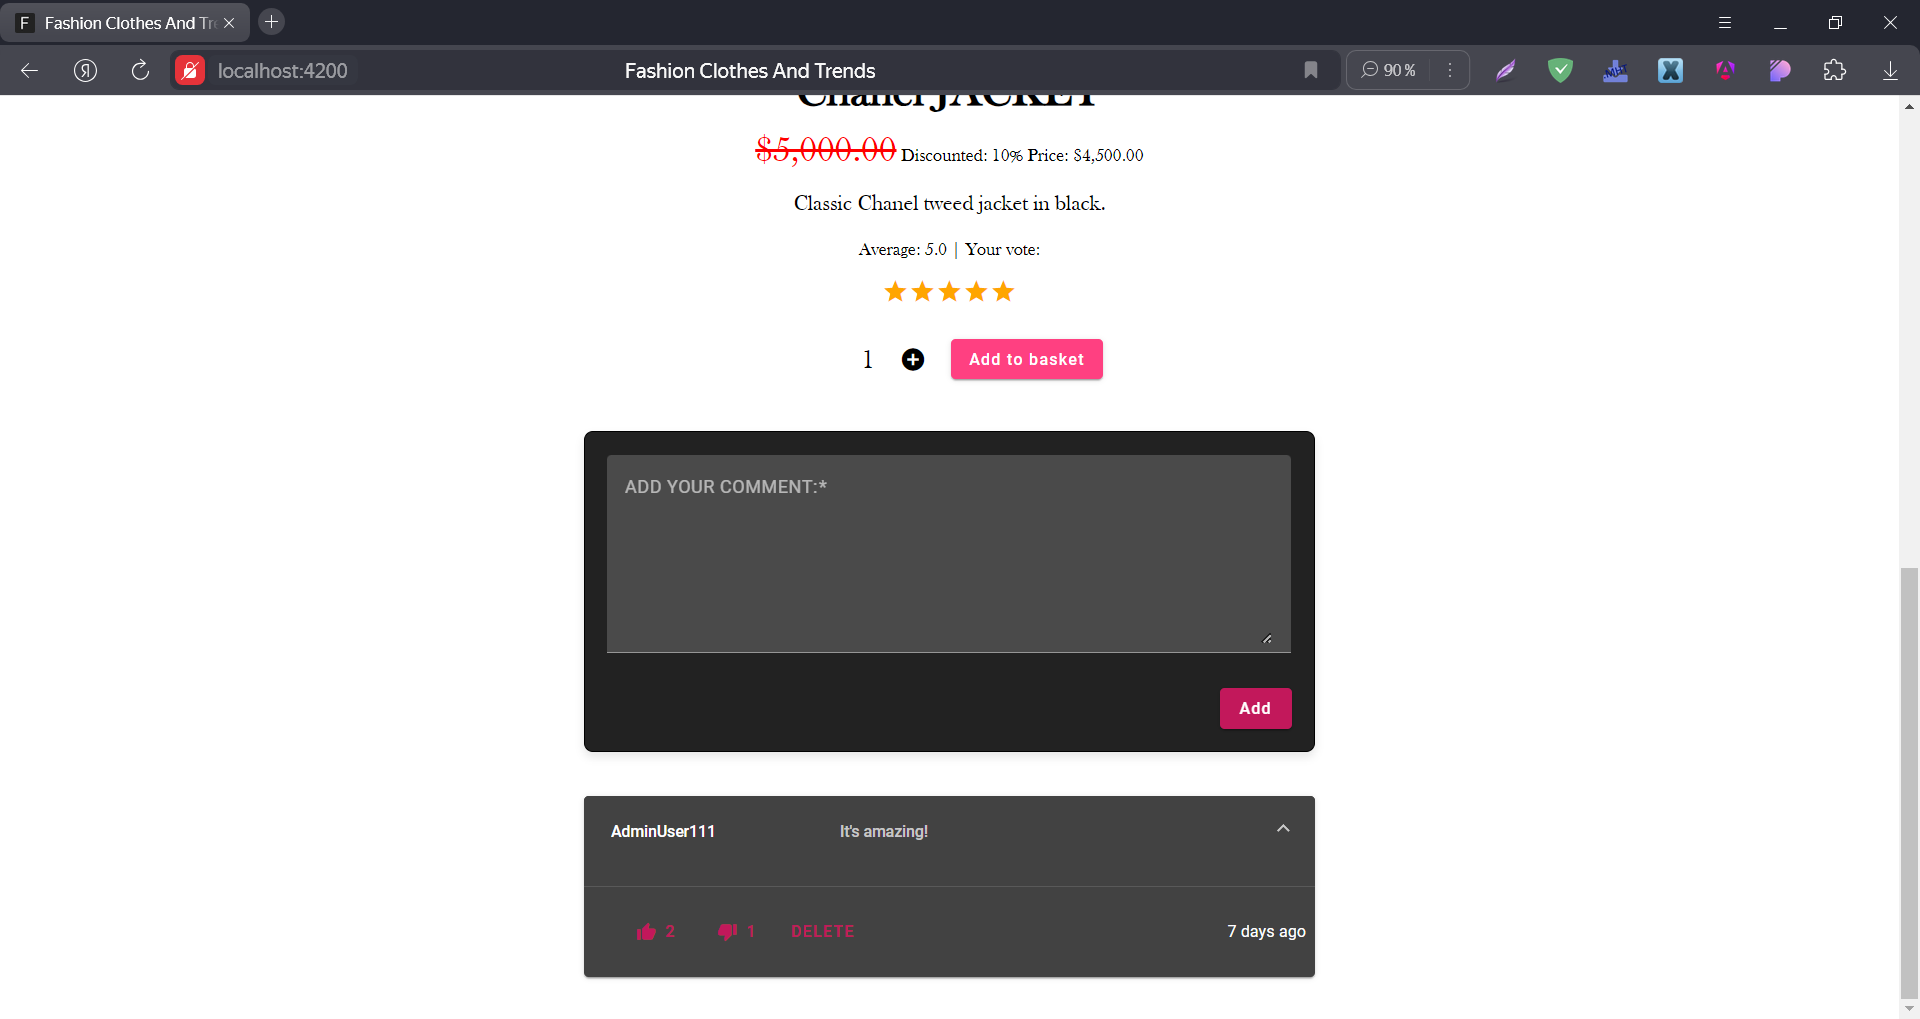 F Fashion Clothes And Tr
Я localhost:4200 Fashion Clothes And Trends 90 %
Chanel JACKET
$5,000.00 Discounted: 10% Price: $4,500.00
Classic Chanel tweed jacket in black.
Average: 5.0 | Your vote:
1 Add to basket
ADD YOUR COMMENT:*
Add
AdminUser111 It's amazing!
2 1 DELETE 7 days ago